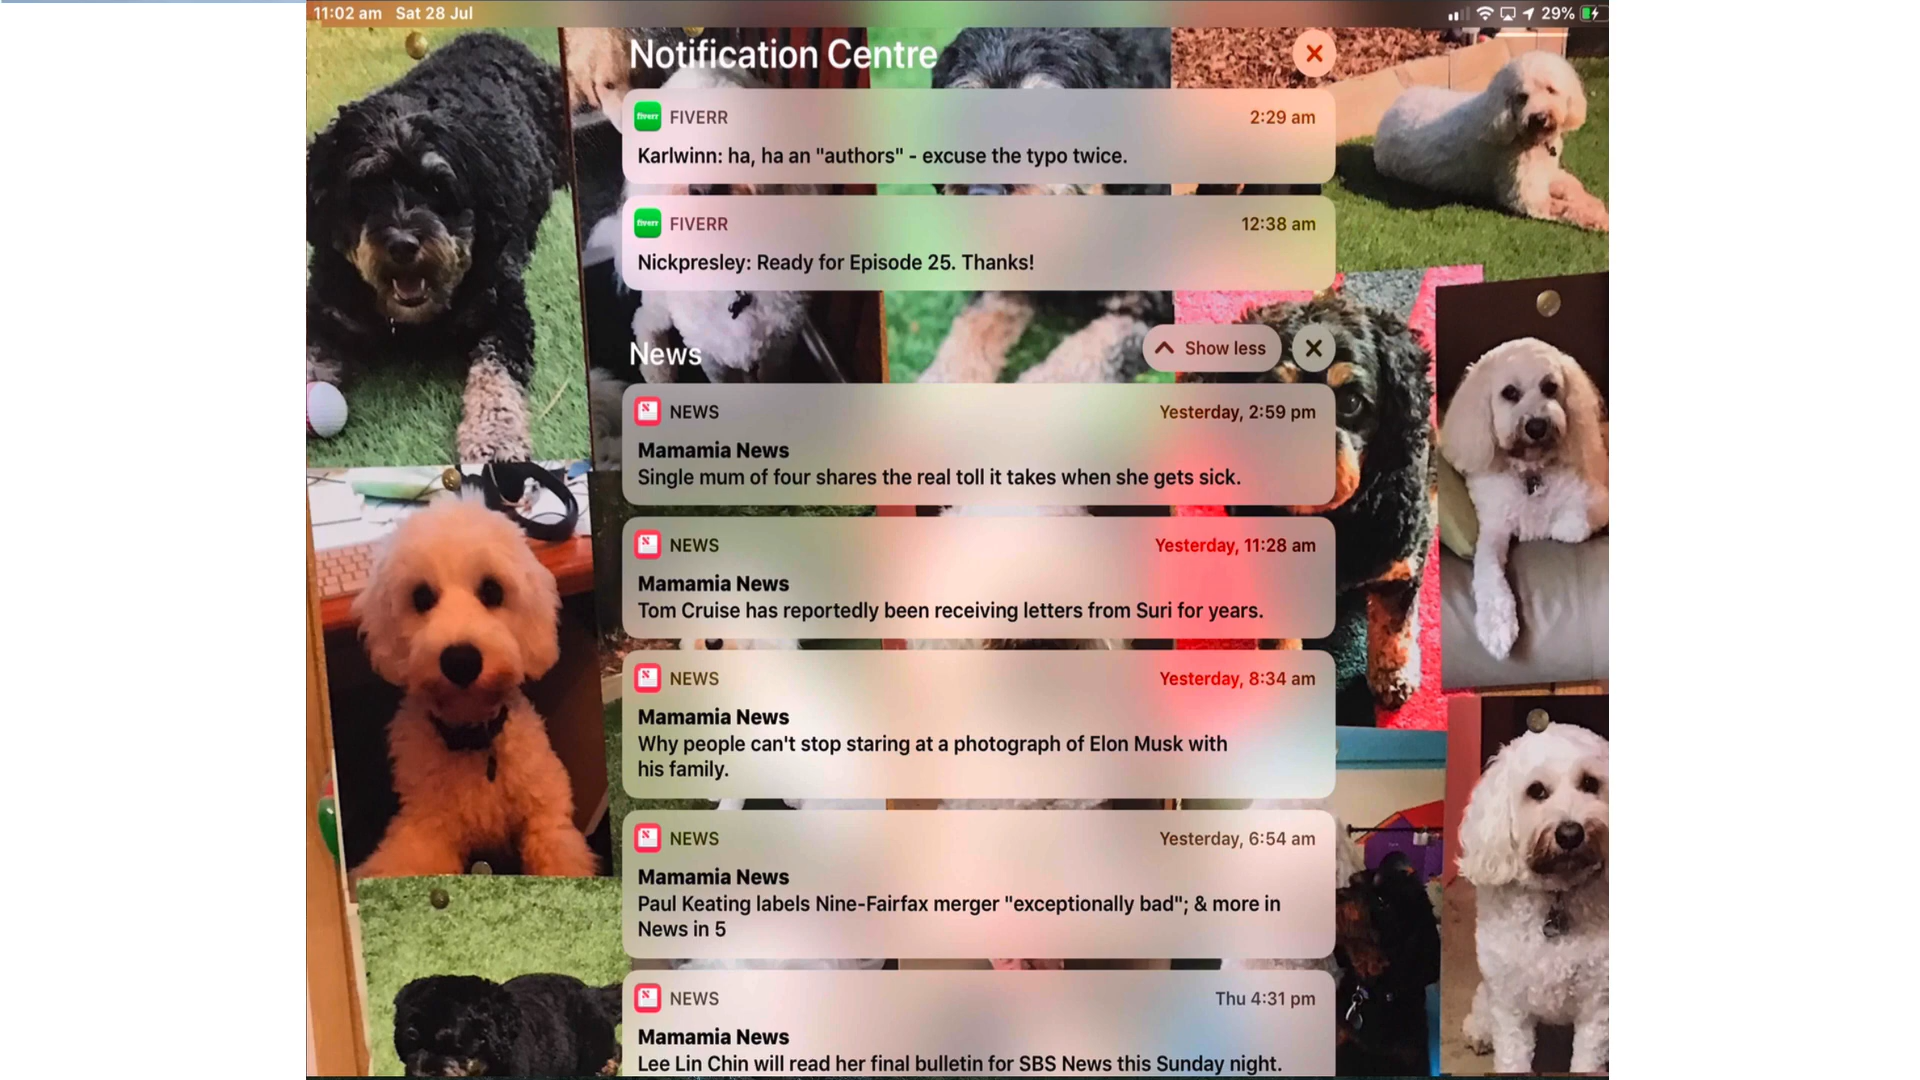 11:02 am Sat 28 Jul
29%
Notification Centre
fiverr FIVERR 2:29 am
Karlwinn: ha, ha an "authors" - excuse the typo twice.
fiverr FIVERR 12:38 am
Nickpresley: Ready for Episode 25. Thanks!
News Show less
NEWS Yesterday, 2:59 pm
Mamamia News
Single mum of four shares the real toll it takes when she gets sick.
NEWS Yesterday, 11:28 am
Mamamia News
Tom Cruise has reportedly been receiving letters from Suri for years.
NEWS Yesterday, 8:34 am
Mamamia News
Why people can't stop staring at a photograph of Elon Musk with
his family.
NEWS Yesterday, 6:54 am
Mamamia News
Paul Keating labels Nine-Fairfax merger "exceptionally bad"; & more in
News in 5
NEWS Thu 4:31 pm
Mamamia News
Lee Lin Chin will read her final bulletin for SBS News this Sunday night.